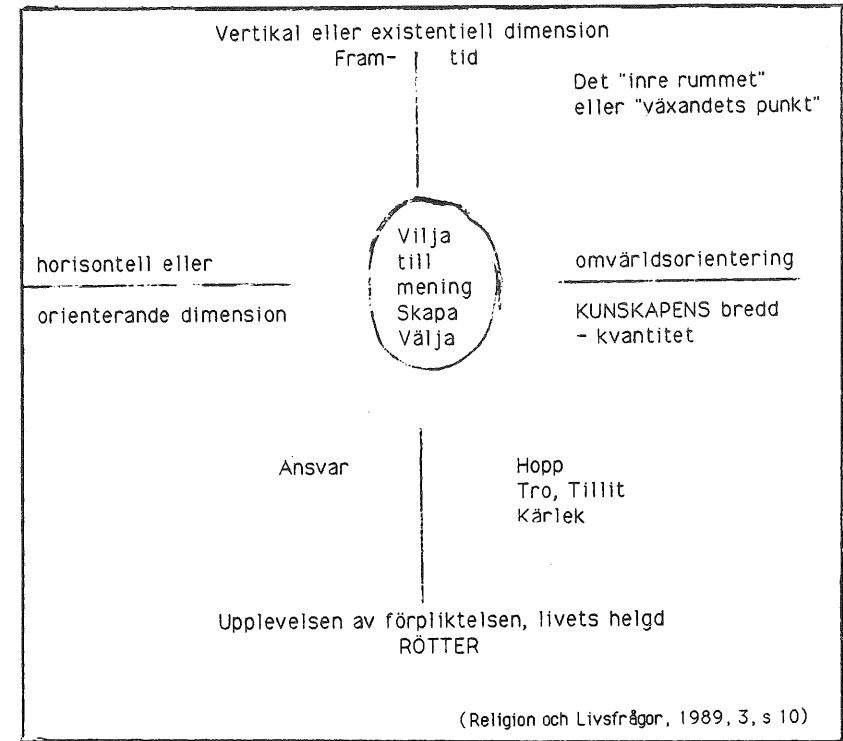 Vertikal eller existentiell dimension
Fram- tid
Det "inre rummet"
eller "växandets punkt"
Vilja
till
mening
Skapa
Välja
horisontell eller
orienterande dimension
omvärldsorientering
KUNSKAPENS bredd
- kvantitet
Ansvar
Hopp
Tro, Tillit
Kärlek
Upplevelsen av förpliktelsen, livets helgd
RÖTTER
(Religion och Livsfrågor, 1989, 3, s 10)